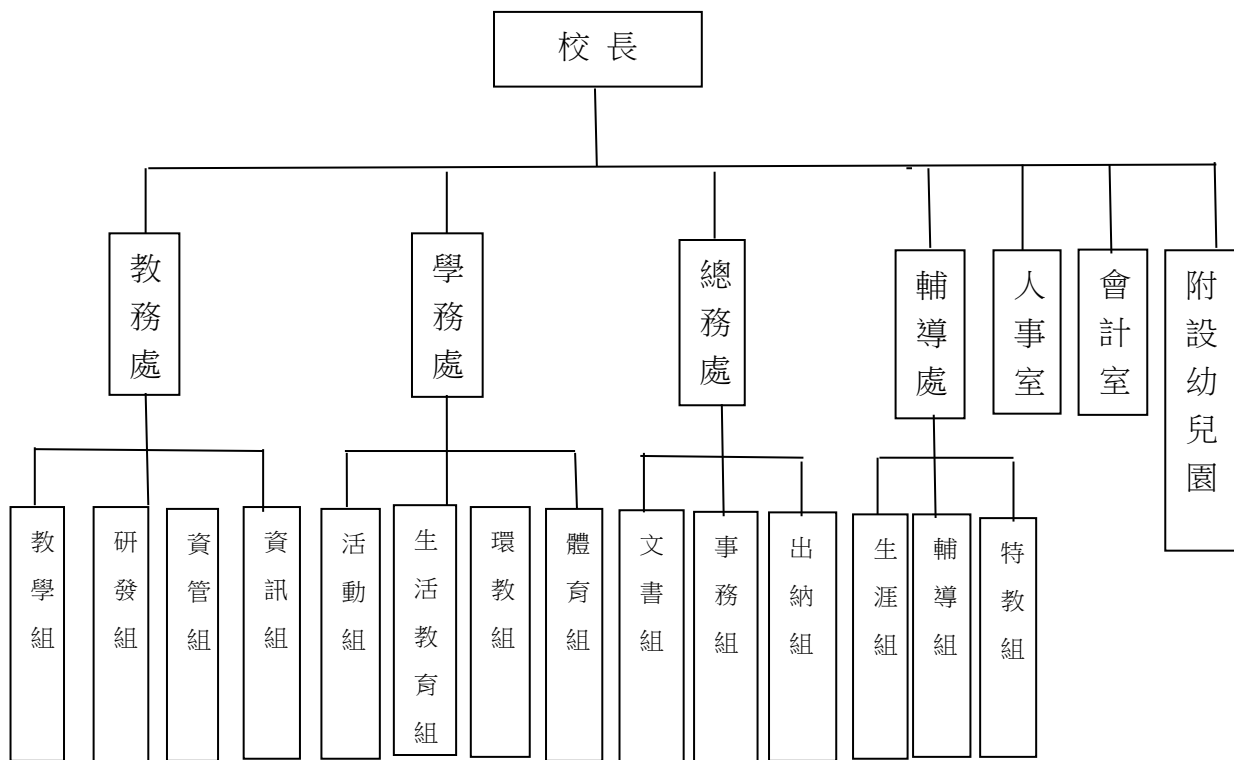 校長
教務處
學務處
總務處
輔導處
人事室
會計室
附設幼兒園
教學組
研發組
資管組
資訊組
活動組
生活教育組
環教組
體育組
文書組
事務組
出納組
生涯組
輔導組
特教組